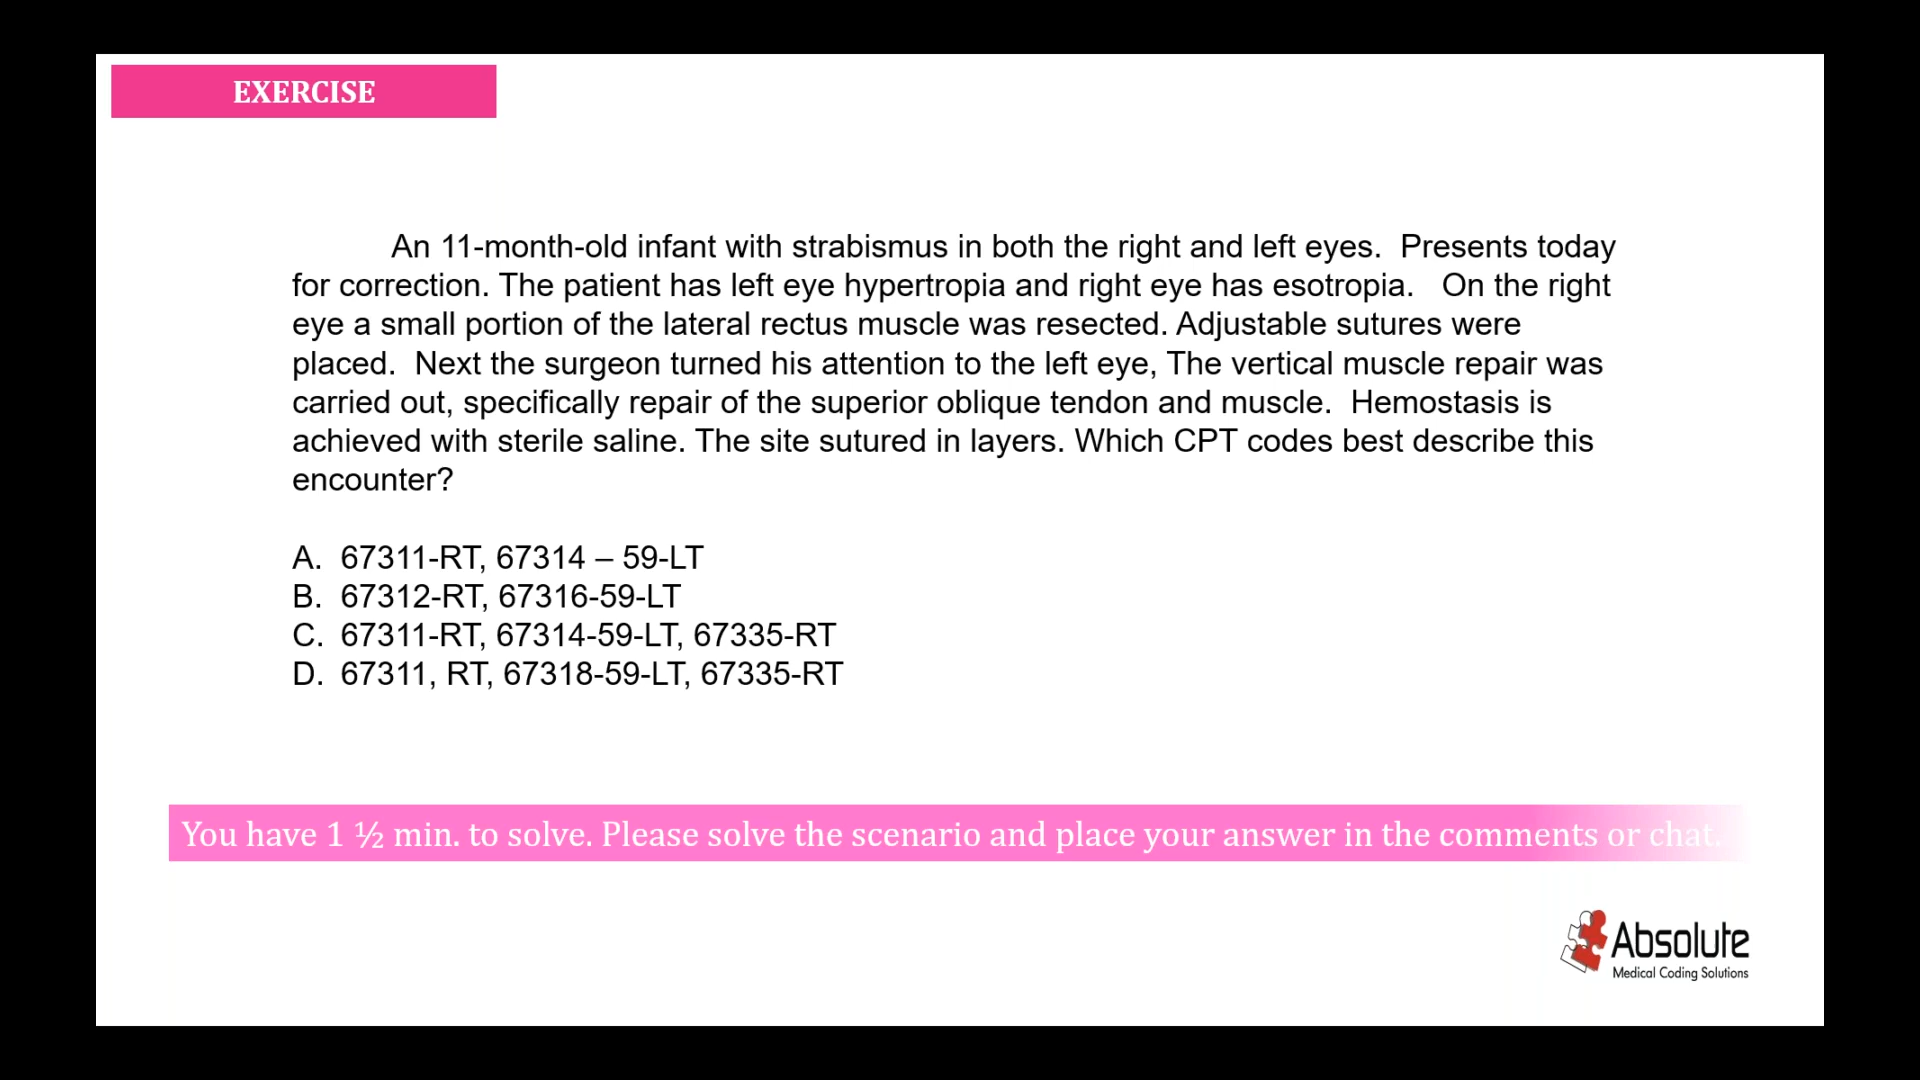 EXERCISE
An 11-month-old infant with strabismus in both the right and left eyes.  Presents today
for correction. The patient has left eye hypertropia and right eye has esotropia.   On the right
eye a small portion of the lateral rectus muscle was resected. Adjustable sutures were
placed.  Next the surgeon turned his attention to the left eye, The vertical muscle repair was
carried out, specifically repair of the superior oblique tendon and muscle.  Hemostasis is
achieved with sterile saline. The site sutured in layers. Which CPT codes best describe this
encounter?
A.  67311-RT, 67314 – 59-LT
B.  67312-RT, 67316-59-LT
C.  67311-RT, 67314-59-LT, 67335-RT
D.  67311, RT, 67318-59-LT, 67335-RT
You have 1 ½ min. to solve. Please solve the scenario and place your answer in the comments or chat.
Absolute
Medical Coding Solutions